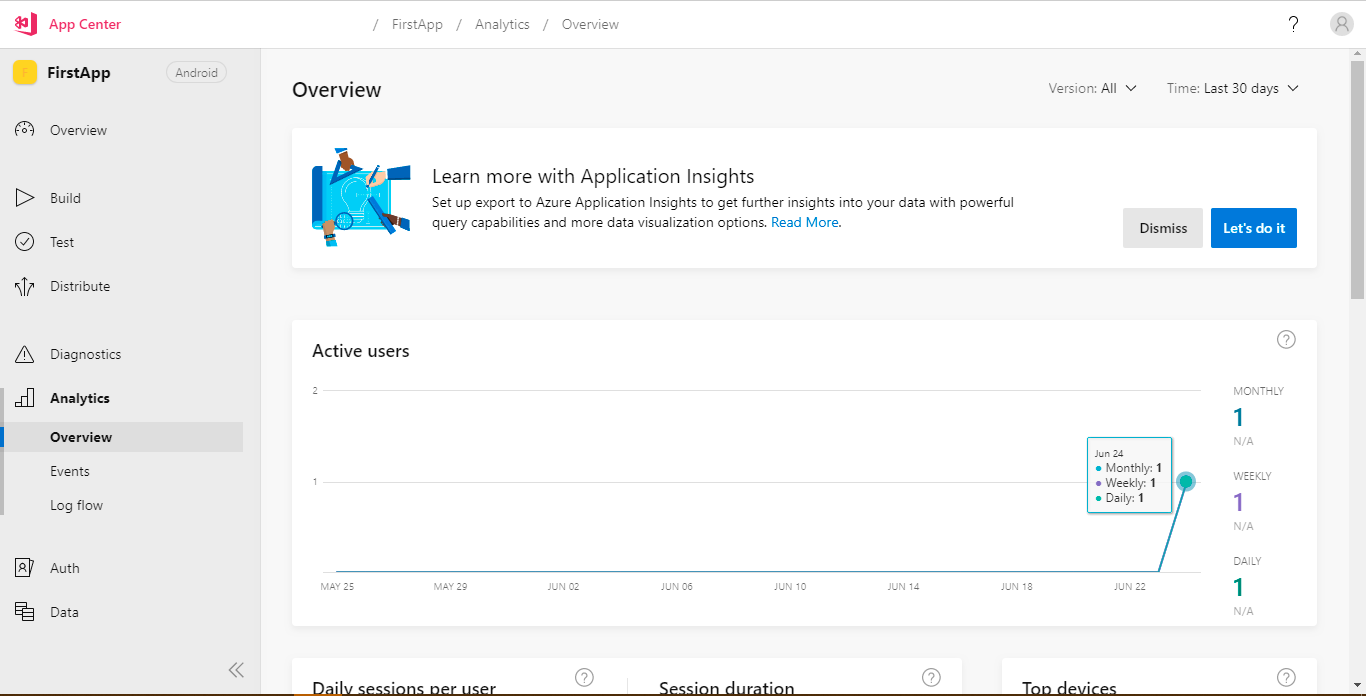 App Center
/ FirstApp / Analytics / Overview
?
F
FirstApp
Android
Overview
Build
Test
Distribute
Diagnostics
Analytics
Overview
Events
Log flow
Auth
Data
Overview
Version: All
Time: Last 30 days
Learn more with Application Insights
Set up export to Azure Application Insights to get further insights into your data with powerful
query capabilities and more data visualization options. Read More.
Dismiss
Let's do it
Active users
?
2
1
Jun 24
Monthly: 1
Weekly: 1
Daily: 1
MAY 25 MAY 29 JUN 02 JUN 06 JUN 10 JUN 14 JUN 18 JUN 22
MONTHLY
1
N/A
WEEKLY
1
N/A
DAILY
1
N/A
Daily sessions per user
?
Session duration
?
Top devices
?